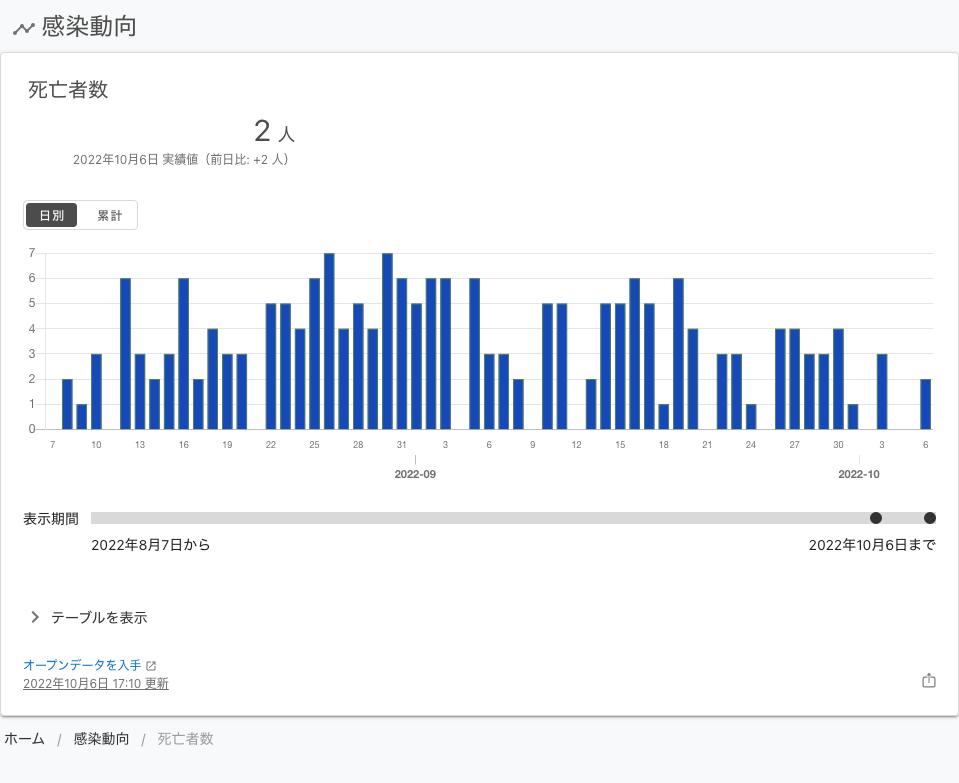 感染動向
死亡者数
2 人
2022年10月6日 実績値（前日比: +2 人）
日別 累計
7
6
5
4
3
2
1
0
7 10 13 16 19 22 25 28 31 3 6 9 12 15 18 21 24 27 30 3 6
2022-09 2022-10
表示期間
2022年8月7日から 2022年10月6日まで
テーブルを表示
オープンデータを入手
2022年10月6日 17:10 更新
ホーム / 感染動向 / 死亡者数